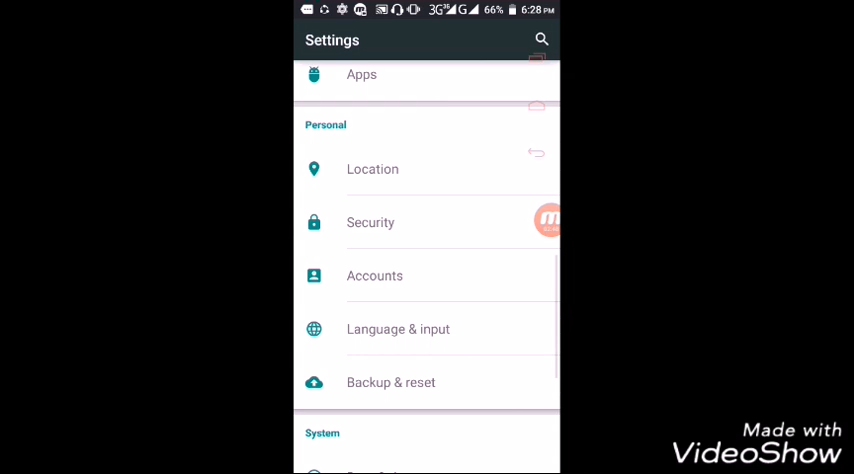 3G 3G G 66% 6:28 PM
Settings
Apps
Personal
Location
Security
Accounts
Language & input
Backup & reset
System
Made with
VideoShow